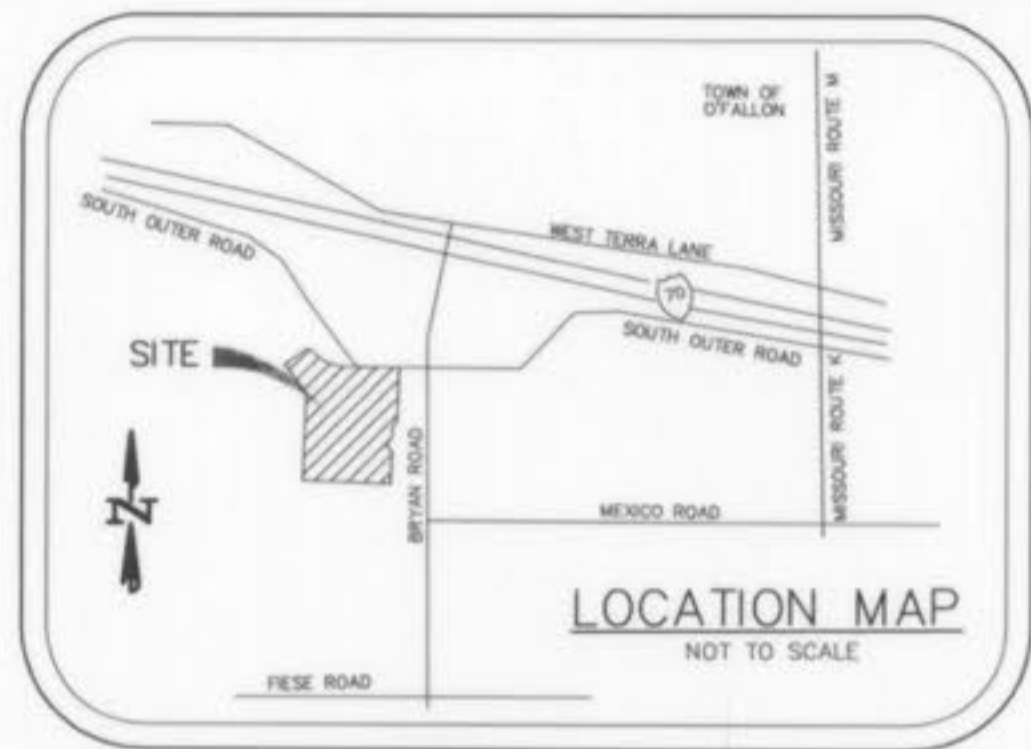 TOWN OF
O'FALLON
MISSOURI ROUTE M
WEST TERRA LANE
SOUTH OUTER ROAD
70
SOUTH OUTER ROAD
SITE
MISSOURI ROUTE K
BRYAN ROAD
N
MEXICO ROAD
LOCATION MAP
NOT TO SCALE
FIESE ROAD